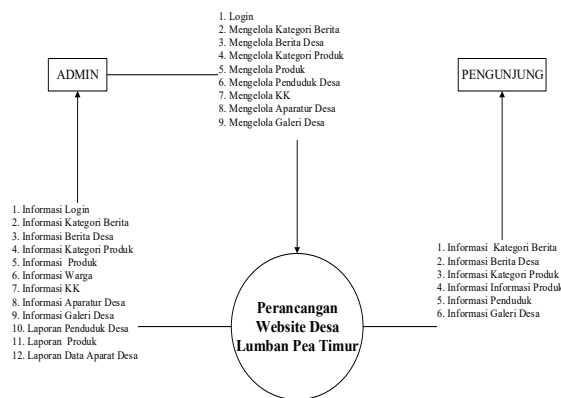 1. Login
2. Mengelola Kategori Berita
3. Mengelola Berita Desa
4. Mengelola Kategori Produk
5. Mengelola Produk
6. Mengelola Penduduk Desa
7. Mengelola KK
8. Mengelola Aparatur Desa
9. Mengelola Galeri Desa
ADMIN
PENGUNJUNG
1. Informasi Login
2. Informasi Kategori Berita
3. Informasi Berita Desa
4. Informasi Kategori Produk
5. Informasi Produk
6. Informasi Warga
7. Informasi KK
8. Informasi Aparatur Desa
9. Informasi Galeri Desa
10. Laporan Penduduk Desa
11. Laporan Produk
12. Laporan Data Aparat Desa
Perancangan
Website Desa
Lumban Pea Timur
1. Informasi Kategori Berita
2. Informasi Berita Desa
3. Informasi Kategori Produk
4. Informasi Informasi Produk
5. Informasi Penduduk
6. Informasi Galeri Desa